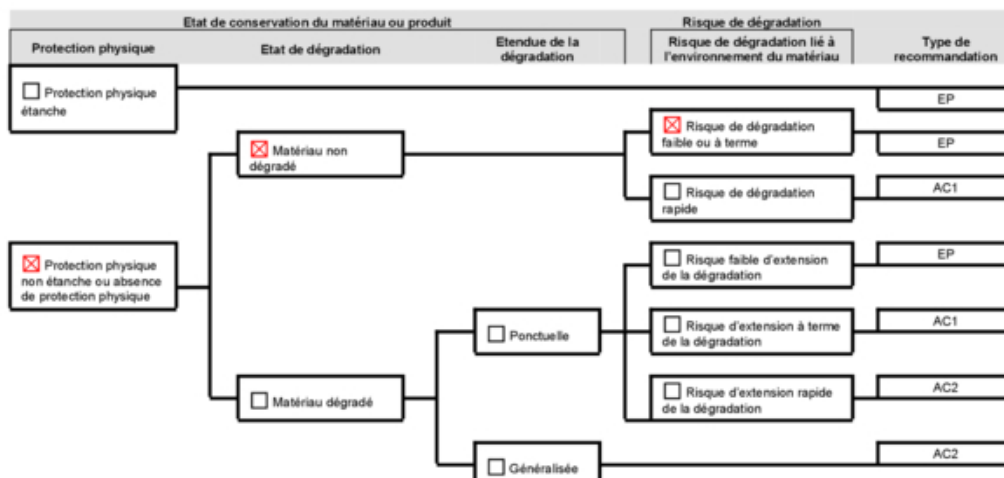 Etat de conservation du matériau ou produit
Risque de dégradation
Protection physique
Etat de dégradation
Etendue de la
dégradation
Risque de dégradation lié à
l'environnement du matériau
Type de
recommandation
Protection physique
étanche
EP
Matériau non
dégradé
Risque de dégradation
faible ou à terme
EP
Risque de dégradation
rapide
AC1
Protection physique
non étanche ou absence
de protection physique
Risque faible d'extension
de la dégradation
EP
Ponctuelle
Risque d'extension à terme
de la dégradation
AC1
Matériau dégradé
Risque d'extension rapide
de la dégradation
AC2
Généralisée
AC2